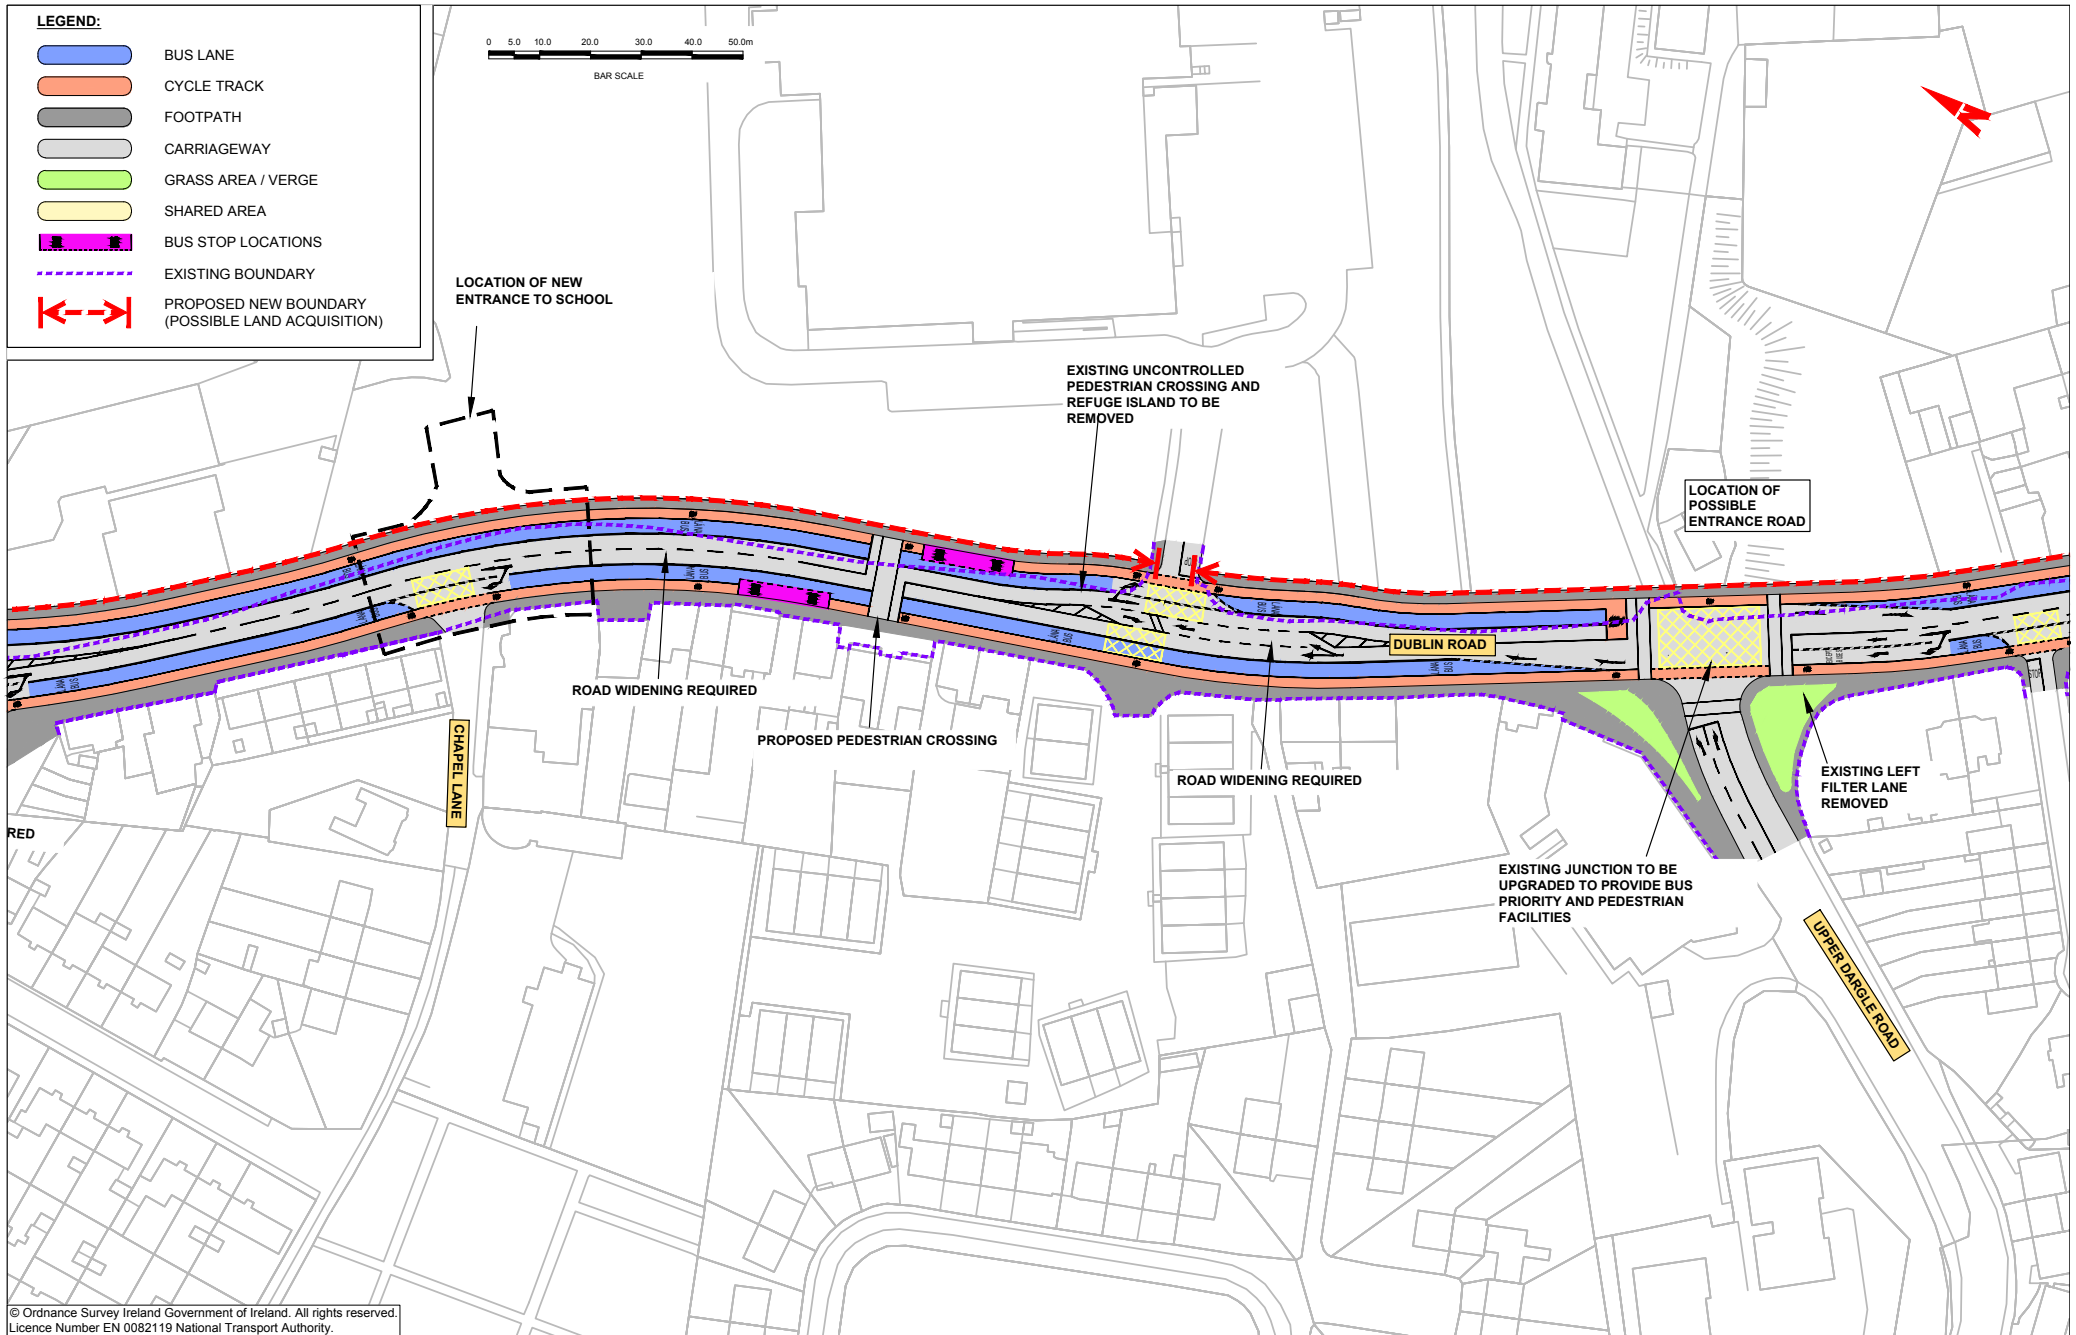 LEGEND:
BUS LANE
CYCLE TRACK
FOOTPATH
CARRIAGEWAY
GRASS AREA / VERGE
SHARED AREA
BUS STOP LOCATIONS
EXISTING BOUNDARY
PROPOSED NEW BOUNDARY
(POSSIBLE LAND ACQUISITION)
0 5.0 10.0 20.0 30.0 40.0 50.0m
BAR SCALE
LOCATION OF NEW
ENTRANCE TO SCHOOL
EXISTING UNCONTROLLED
PEDESTRIAN CROSSING AND
REFUGE ISLAND TO BE
REMOVED
LOCATION OF
POSSIBLE
ENTRANCE ROAD
DUBLIN ROAD
ROAD WIDENING REQUIRED
PROPOSED PEDESTRIAN CROSSING
ROAD WIDENING REQUIRED
CHAPEL LANE
EXISTING LEFT
FILTER LANE
REMOVED
RED
EXISTING JUNCTION TO BE
UPGRADED TO PROVIDE BUS
PRIORITY AND PEDESTRIAN
FACILITIES
UPPER DARGLE ROAD
© Ordnance Survey Ireland Government of Ireland. All rights reserved.
Licence Number EN 0082119 National Transport Authority.